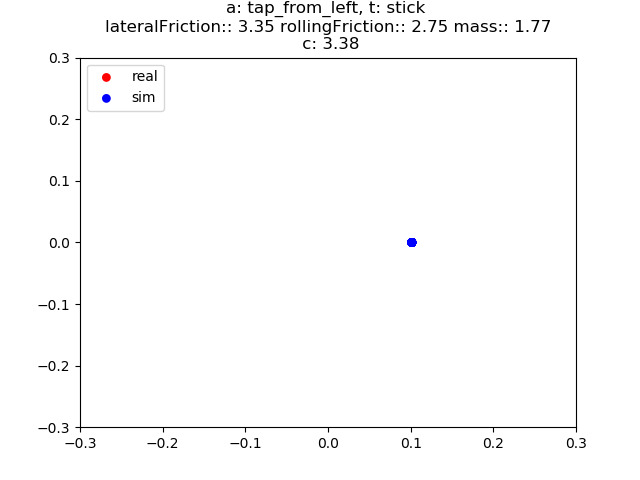 a: tap_from_left, t: stick
lateralFriction:: 3.35 rollingFriction:: 2.75 mass:: 1.77
c: 3.38
real
sim
0.3
0.2
0.1
0.0
−0.1
−0.2
−0.3
−0.3 −0.2 −0.1 0.0 0.1 0.2 0.3